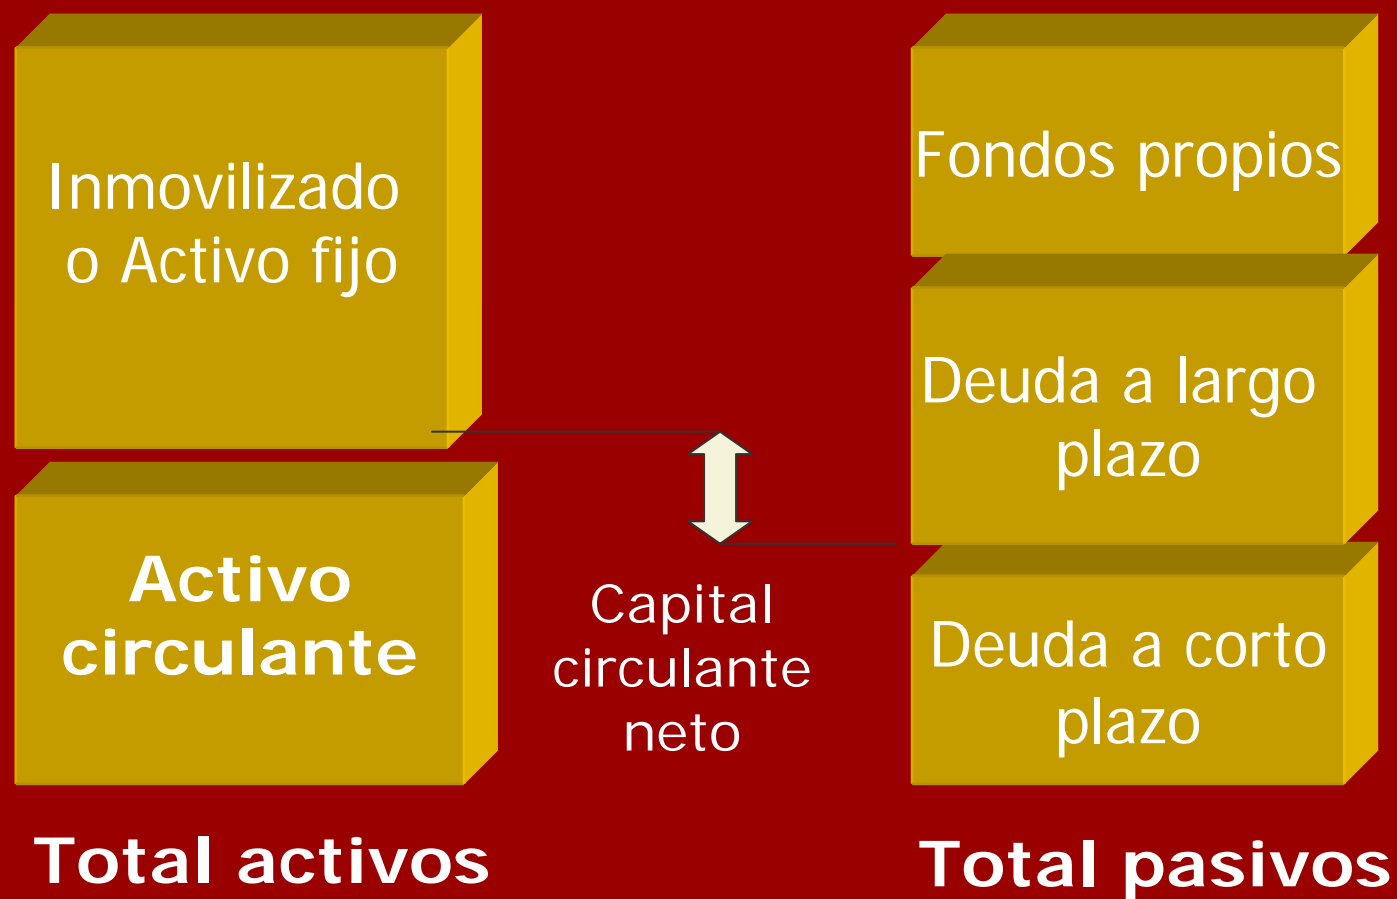 Inmovilizado
o Activo fijo
Activo
circulante
Total activos
Capital
circulante
neto
Fondos propios
Deuda a largo
plazo
Deuda a corto
plazo
Total pasivos